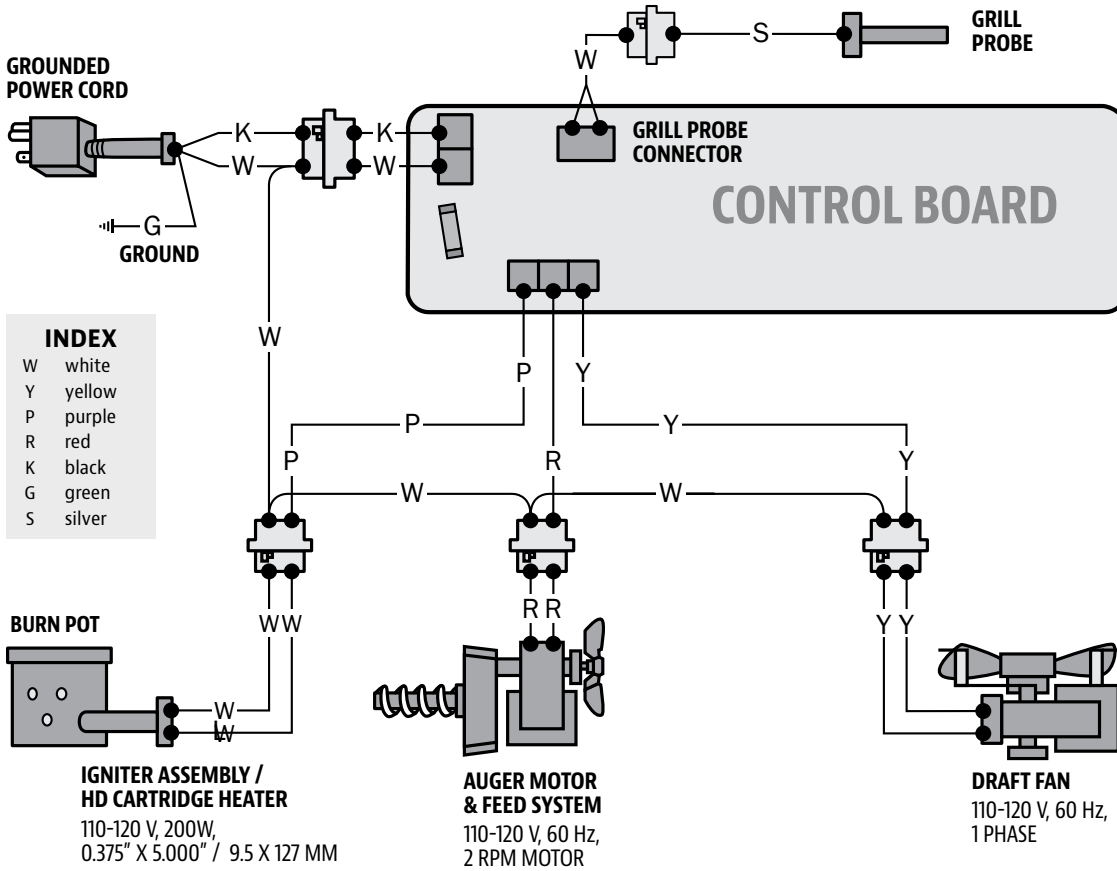 GRILL
PROBE
S
W
GROUNDED
POWER CORD
GRILL PROBE
CONNECTOR
K
K
W
W
CONTROL BOARD
G
GROUND
INDEX
W white
Y yellow
P purple
R red
K black
G green
S silver
W
P
Y
P
Y
P
R
Y
W
W
R R
BURN POT
W W
Y Y
W
W
IGNITER ASSEMBLY /
HD CARTRIDGE HEATER
110-120 V, 200W,
0.375" X 5.000" / 9.5 X 127 MM
AUGER MOTOR
& FEED SYSTEM
110-120 V, 60 Hz,
2 RPM MOTOR
DRAFT FAN
110-120 V, 60 Hz,
1 PHASE